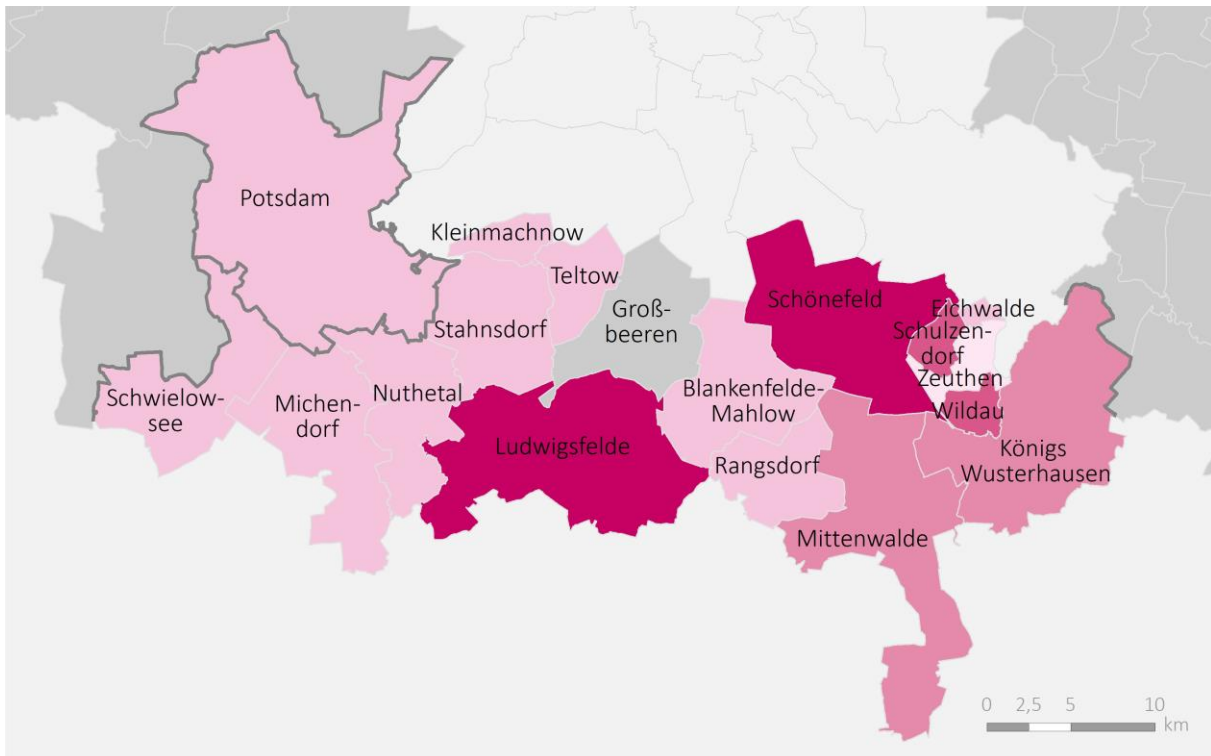 Potsdam
Kleinmachnow
Teltow
Stahnsdorf
Groß-
beeren
Schönefeld
Eichwalde
Schulzen-
dorf
Zeuthen
Wildau
Schwielow-
see
Michen-
dorf
Nuthetal
Blankenfelde-
Mahlow
Ludwigsfelde
Rangsdorf
Königs
Wusterhausen
Mittenwalde
0 2,5 5 10
km